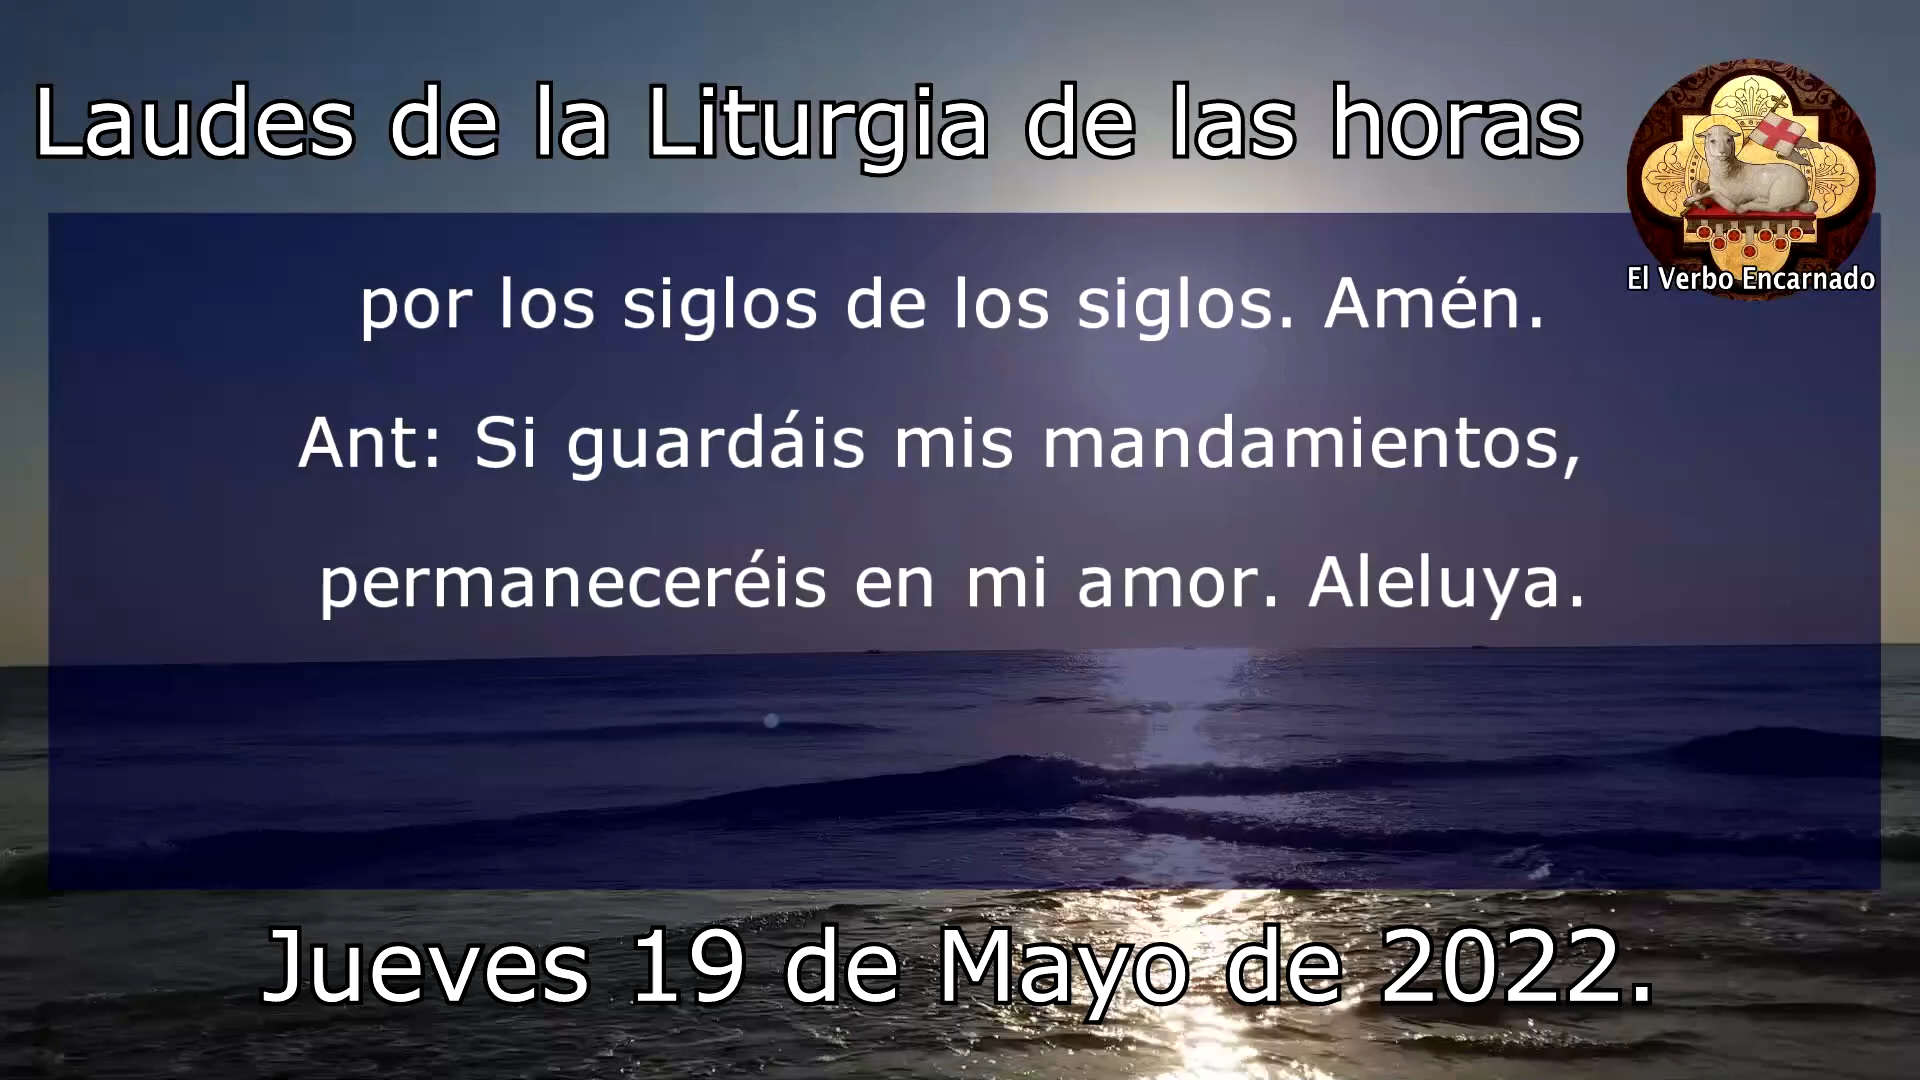 Laudes de la Liturgia de las horas
El Verbo Encarnado
por los siglos de los siglos. Amén.
Ant: Si guardáis mis mandamientos,
permaneceréis en mi amor. Aleluya.
Jueves 19 de Mayo de 2022.